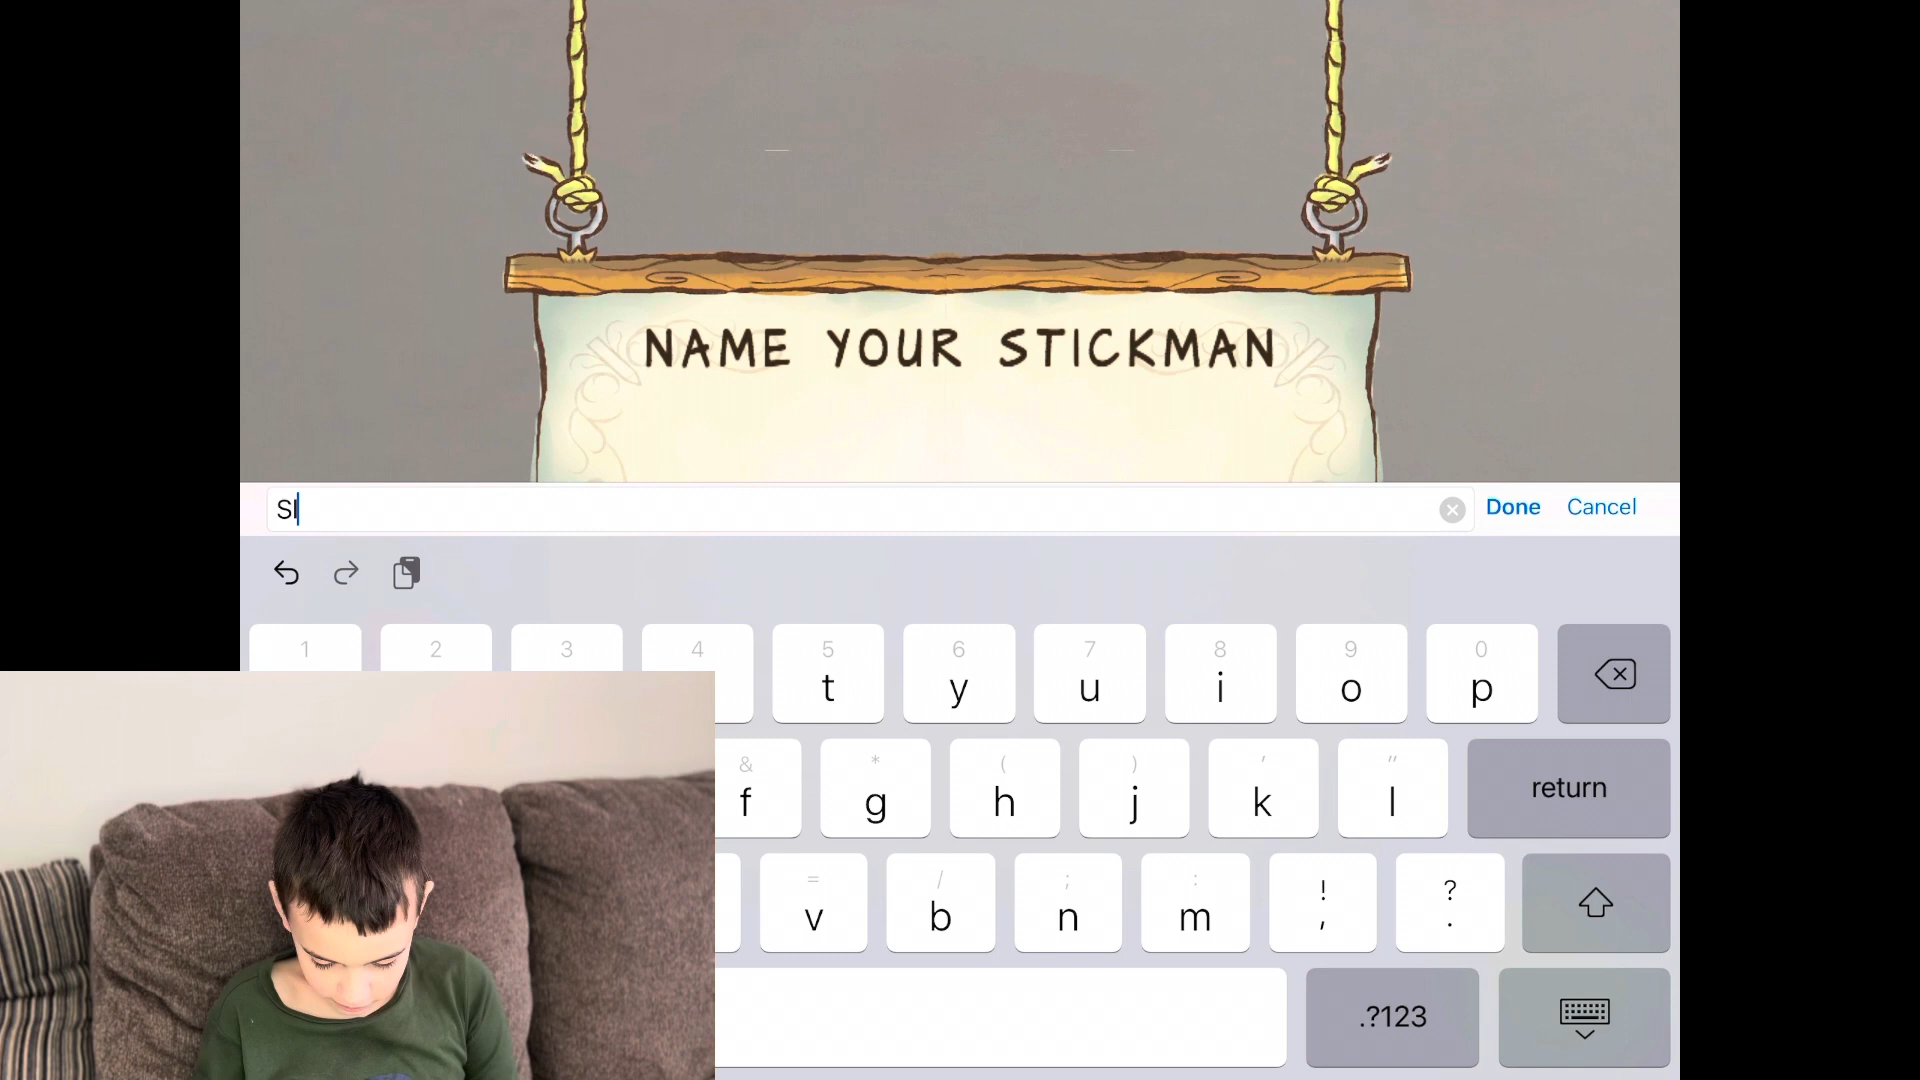 NAME YOUR STICKMAN
Sl
Done Cancel
1 2 3 4 5 6 7 8 9 0
t y u i o p
& * ( ) ' "
f g h j k l return
= / ; : ! ?
v b n m , .
.?123